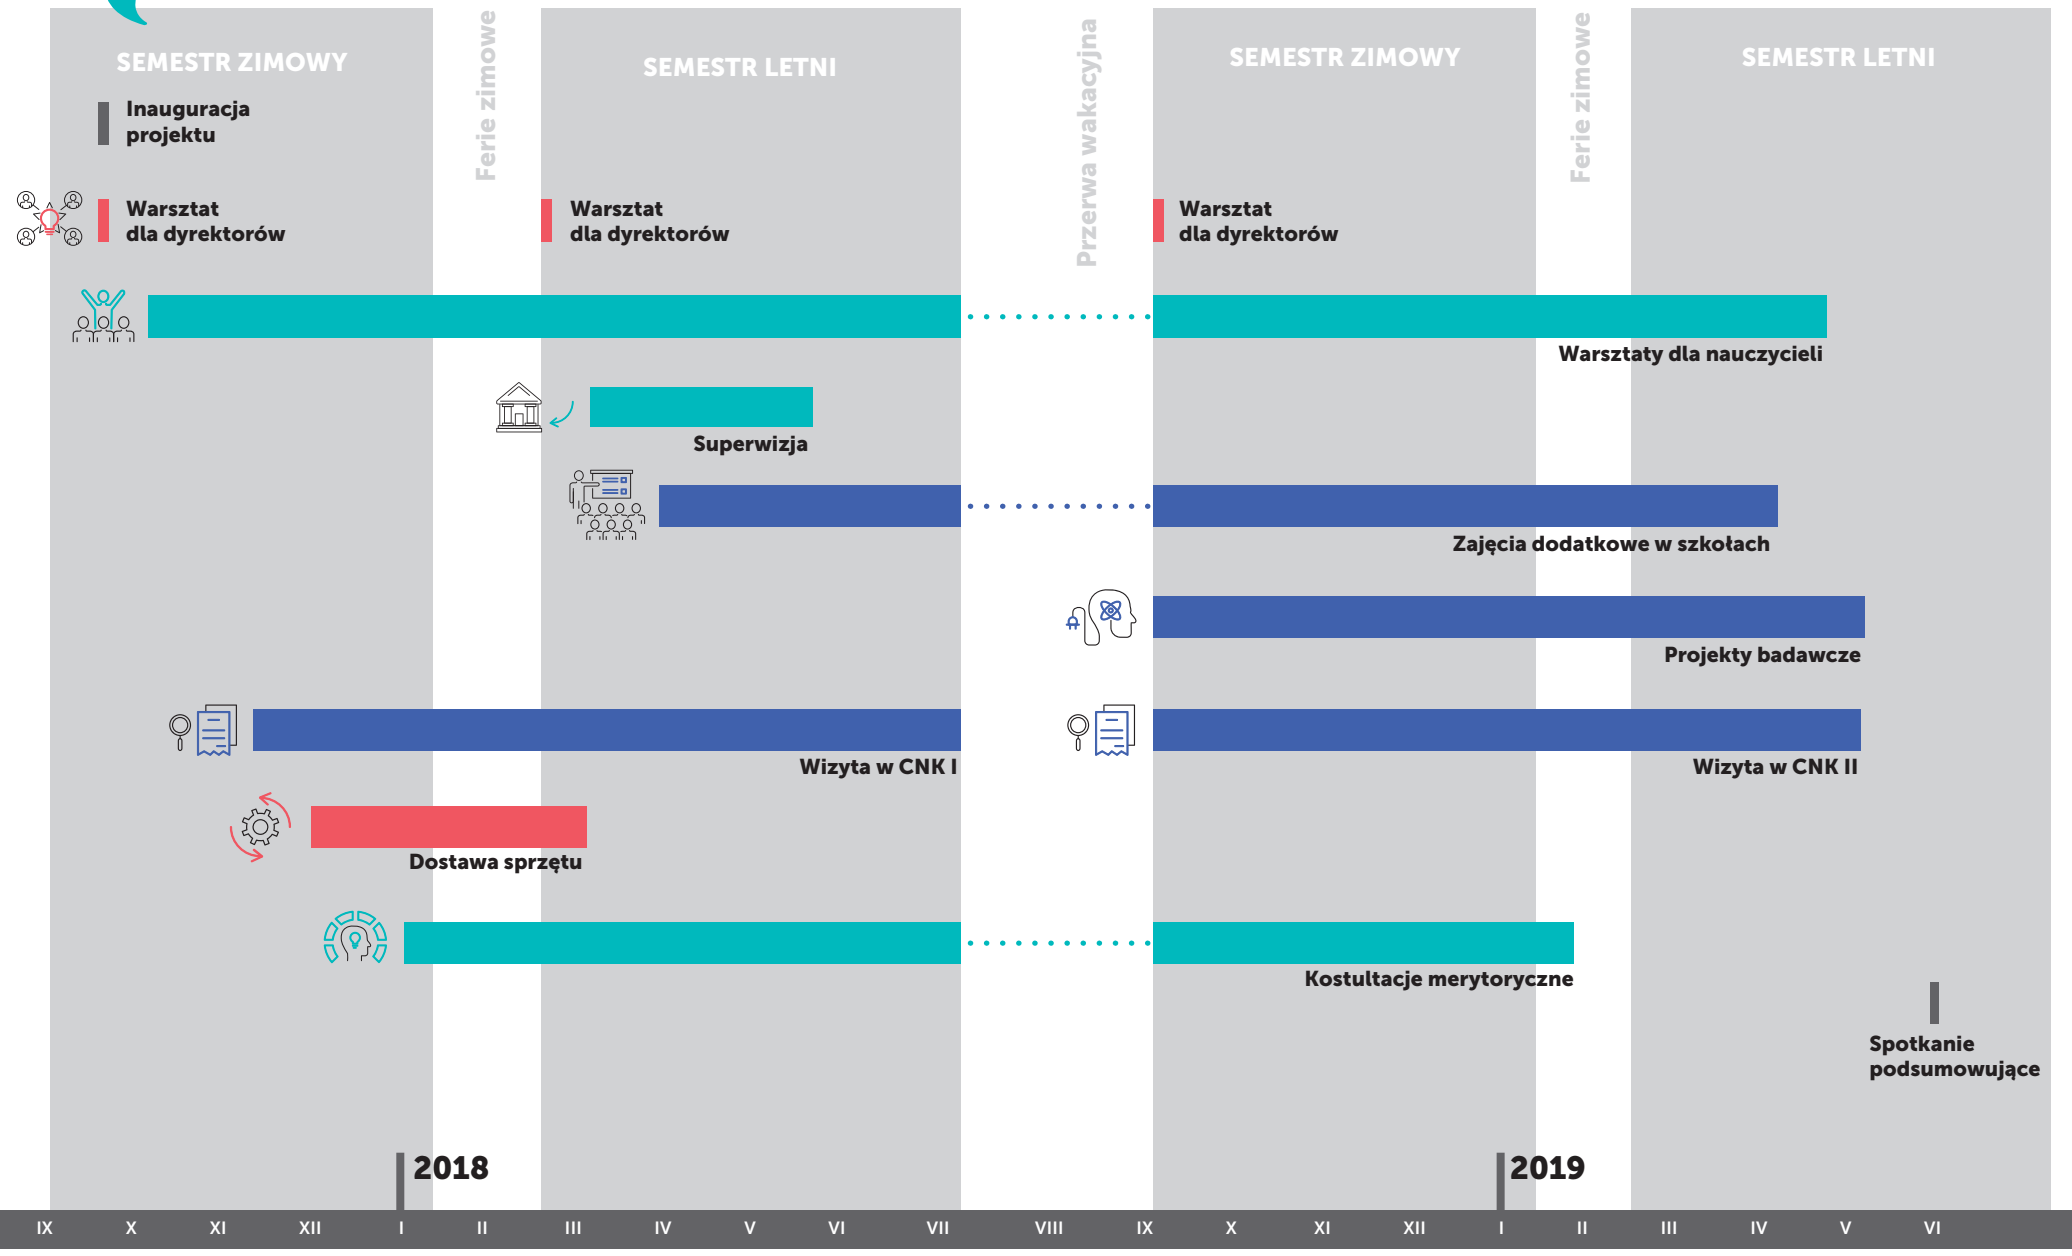 SEMESTR ZIMOWY
Ferie zimowe
SEMESTR LETNI
Przerwa wakacyjna
SEMESTR ZIMOWY
Ferie zimowe
SEMESTR LETNI
Inauguracja
projektu
Warsztat
dla dyrektorów
Warsztat
dla dyrektorów
Warsztat
dla dyrektorów
Warsztaty dla nauczycieli
Superwizja
Zajęcia dodatkowe w szkołach
Projekty badawcze
Wizyta w CNK I
Wizyta w CNK II
Dostawa sprzętu
Kostultacje merytoryczne
Spotkanie
podsumowujące
2018
2019
IX X XI XII I II III IV V VI VII VIII IX X XI XII I II III IV V VI